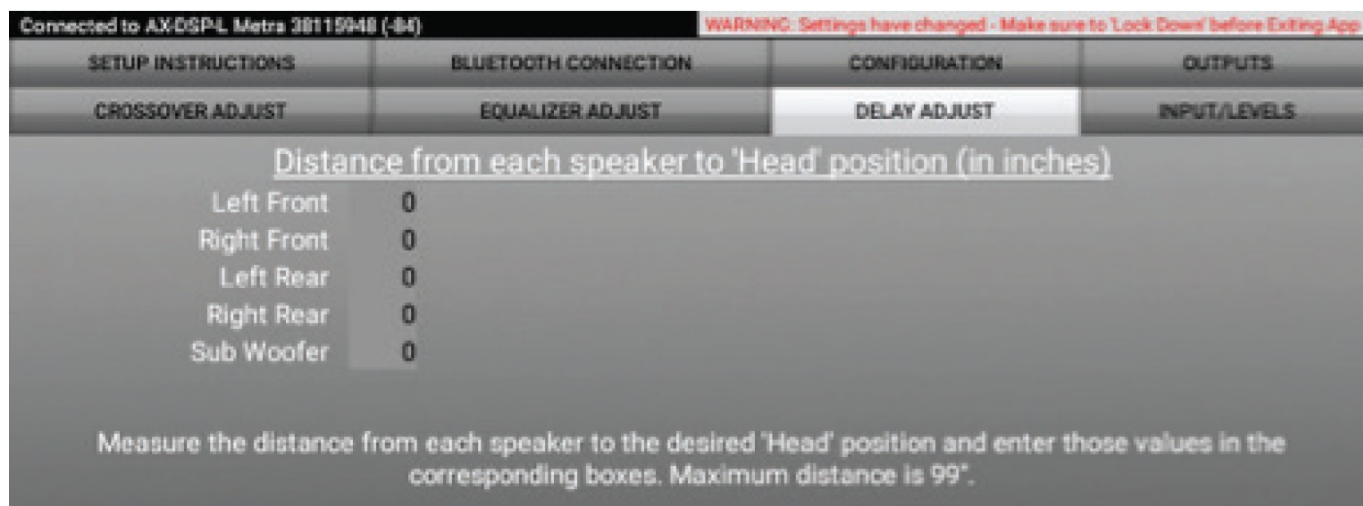 Connected to AX-DSP-L Metra 38115948 (-84)
WARNING: Settings have changed - Make sure to 'Lock Down' before Exiting App
SETUP INSTRUCTIONS BLUETOOTH CONNECTION CONFIGURATION OUTPUTS
CROSSOVER ADJUST EQUALIZER ADJUST DELAY ADJUST INPUT/LEVELS
Distance from each speaker to 'Head' position (in inches)
Left Front 0
Right Front 0
Left Rear 0
Right Rear 0
Sub Woofer 0
Measure the distance from each speaker to the desired 'Head' position and enter those values in the
corresponding boxes. Maximum distance is 99".